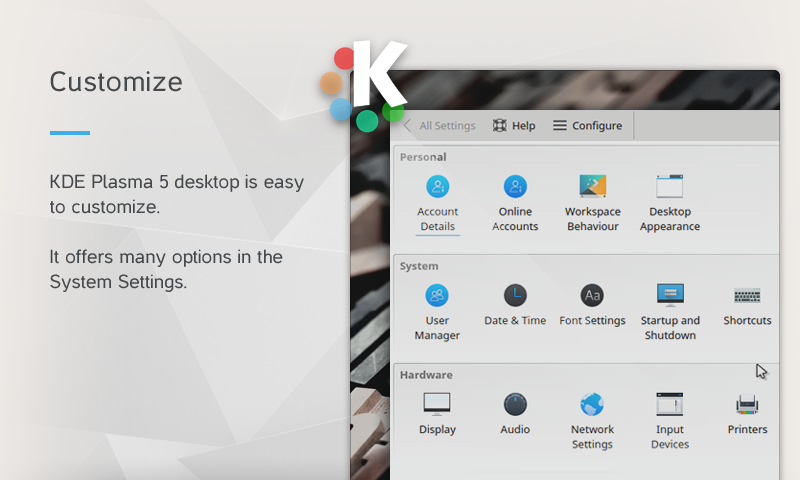 Customize
KDE Plasma 5 desktop is easy
to customize.
It offers many options in the
System Settings.
K
All Settings Help Configure
Personal
Account Online Workspace Desktop
Details Accounts Behaviour Appearance
System
User Date & Time Font Settings Startup and Shortcuts
Manager Shutdown
Aa
Hardware
Display Audio Network Input Printers
Settings Devices